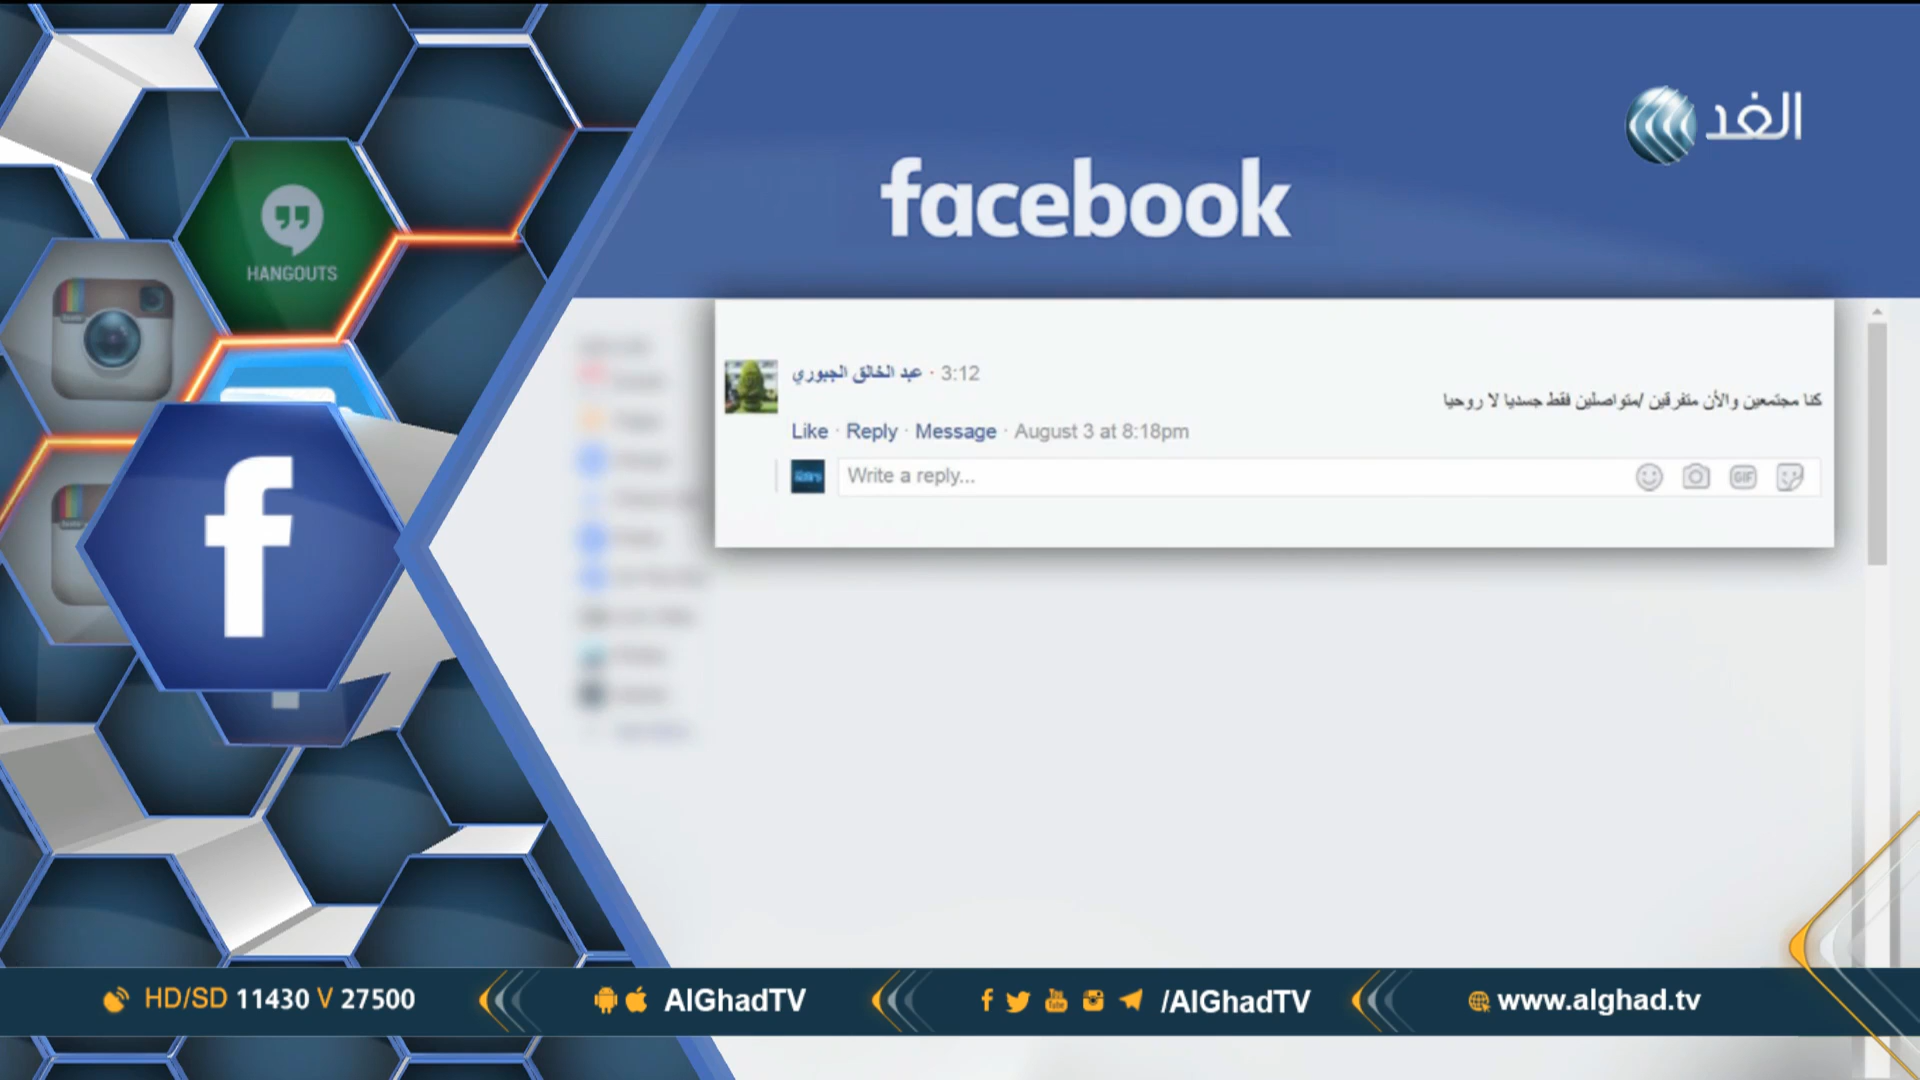 الغد
facebook
HANGOUTS
عبد الخالق الجبوري · 3:12
كنا مجتمعين والأن متفرقين /متواصلين فقط جسديا لا روحيا
Like · Reply · Message · August 3 at 8:18pm
Write a reply...
GIF
HD/SD 11430 V 27500
AlGhadTV
/AlGhadTV
www.alghad.tv